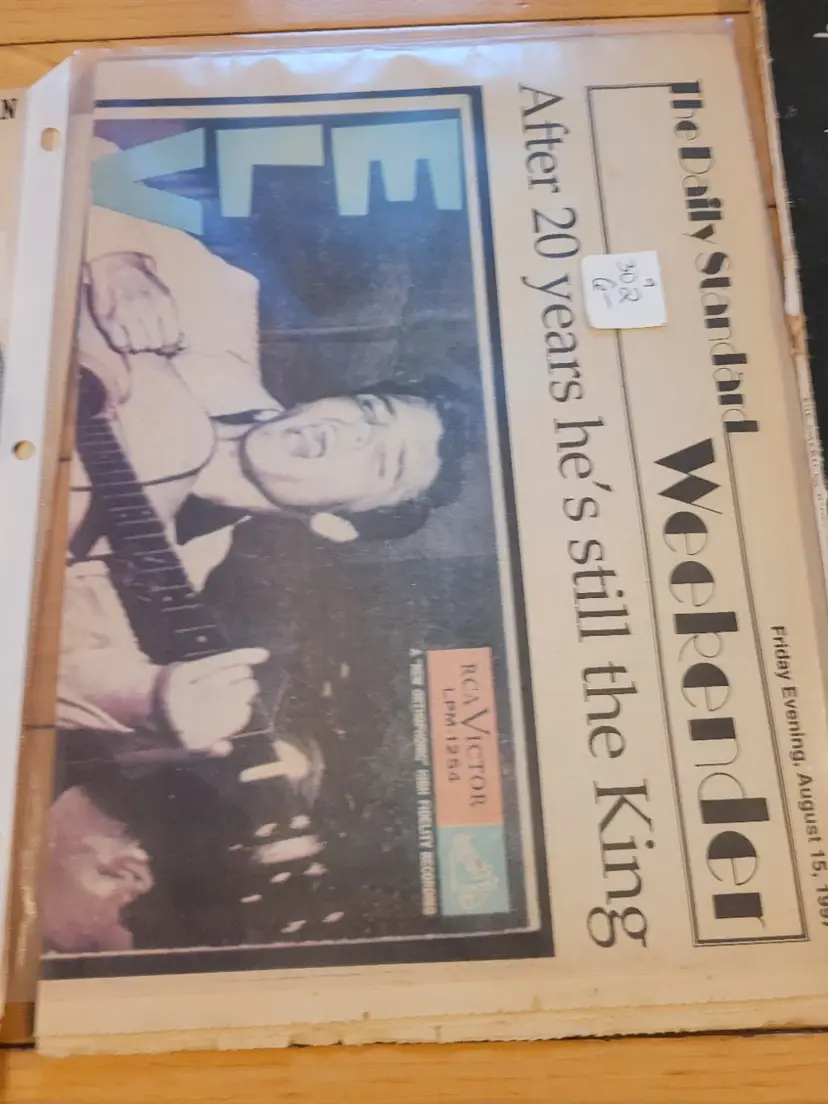 The Daily Standard
Weekender
Friday Evening, August 15, 1997
After 20 years he's still the King
ELV
RCA VICTOR
LPM-1254
A "NEW ORTHOPHONIC" HIGH FIDELITY RECORDING
N